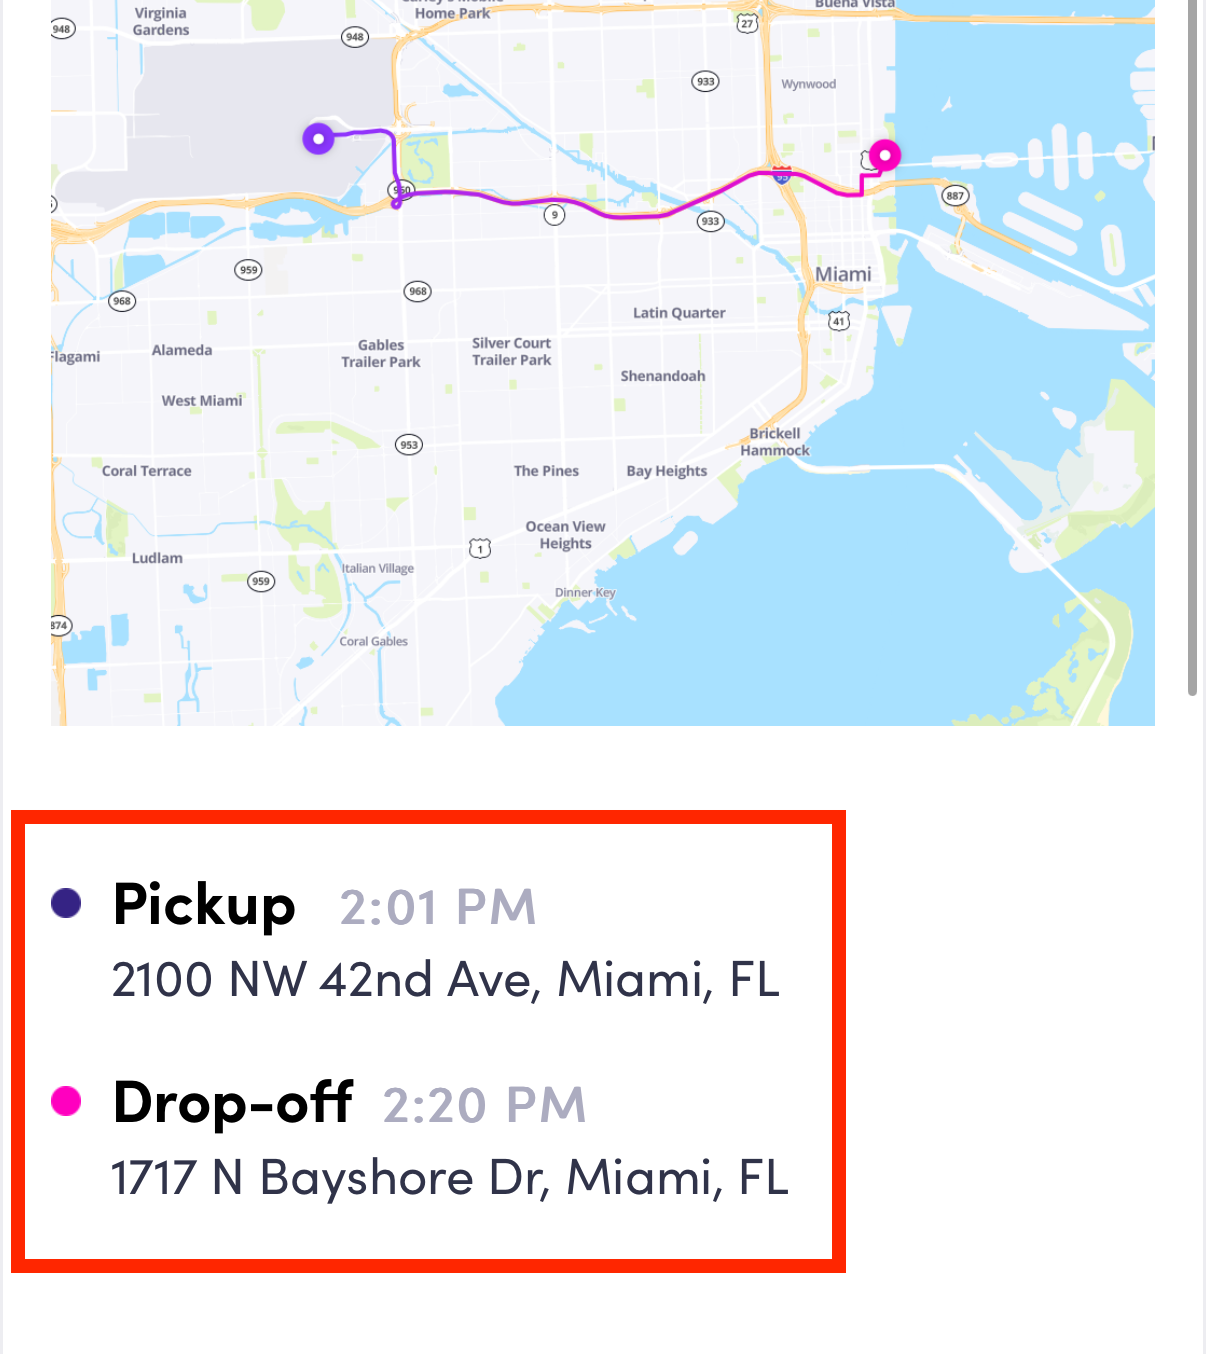 Home Park
Buena Vista
Virginia
Gardens
948
948
27
933
Wynwood
95
950
9
933
887
959
968
968
Miami
41
Latin Quarter
Flagami
Alameda
Gables
Trailer Park
Silver Court
Trailer Park
Shenandoah
West Miami
953
Brickell
Hammock
Coral Terrace
The Pines
Bay Heights
Ocean View
Heights
1
Ludlam
Italian Village
959
Dinner Key
874
Coral Gables
Pickup 2:01 PM
2100 NW 42nd Ave, Miami, FL
Drop-off 2:20 PM
1717 N Bayshore Dr, Miami, FL